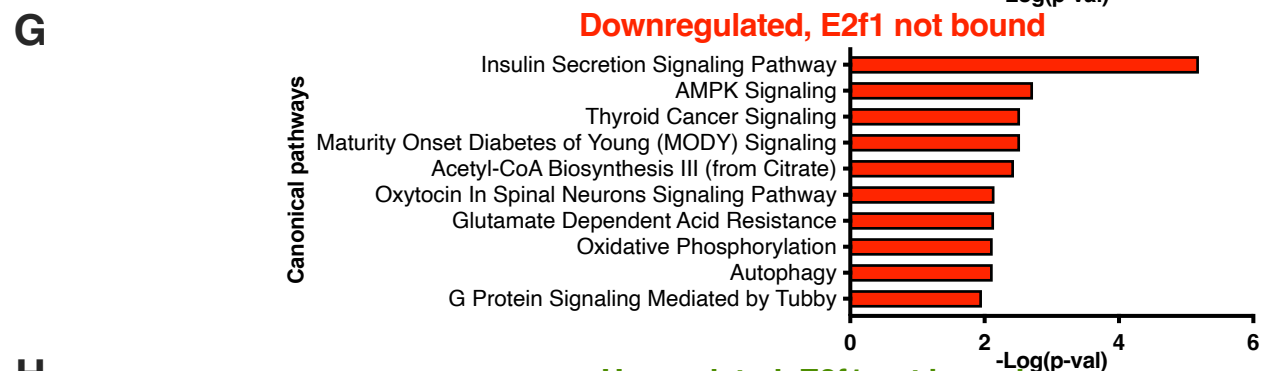 -Log(p-val)
G
Downregulated, E2f1 not bound
Canonical pathways
Insulin Secretion Signaling Pathway
AMPK Signaling
Thyroid Cancer Signaling
Maturity Onset Diabetes of Young (MODY) Signaling
Acetyl-CoA Biosynthesis III (from Citrate)
Oxytocin In Spinal Neurons Signaling Pathway
Glutamate Dependent Acid Resistance
Oxidative Phosphorylation
Autophagy
G Protein Signaling Mediated by Tubby
0 2 4 6
-Log(p-val)
H